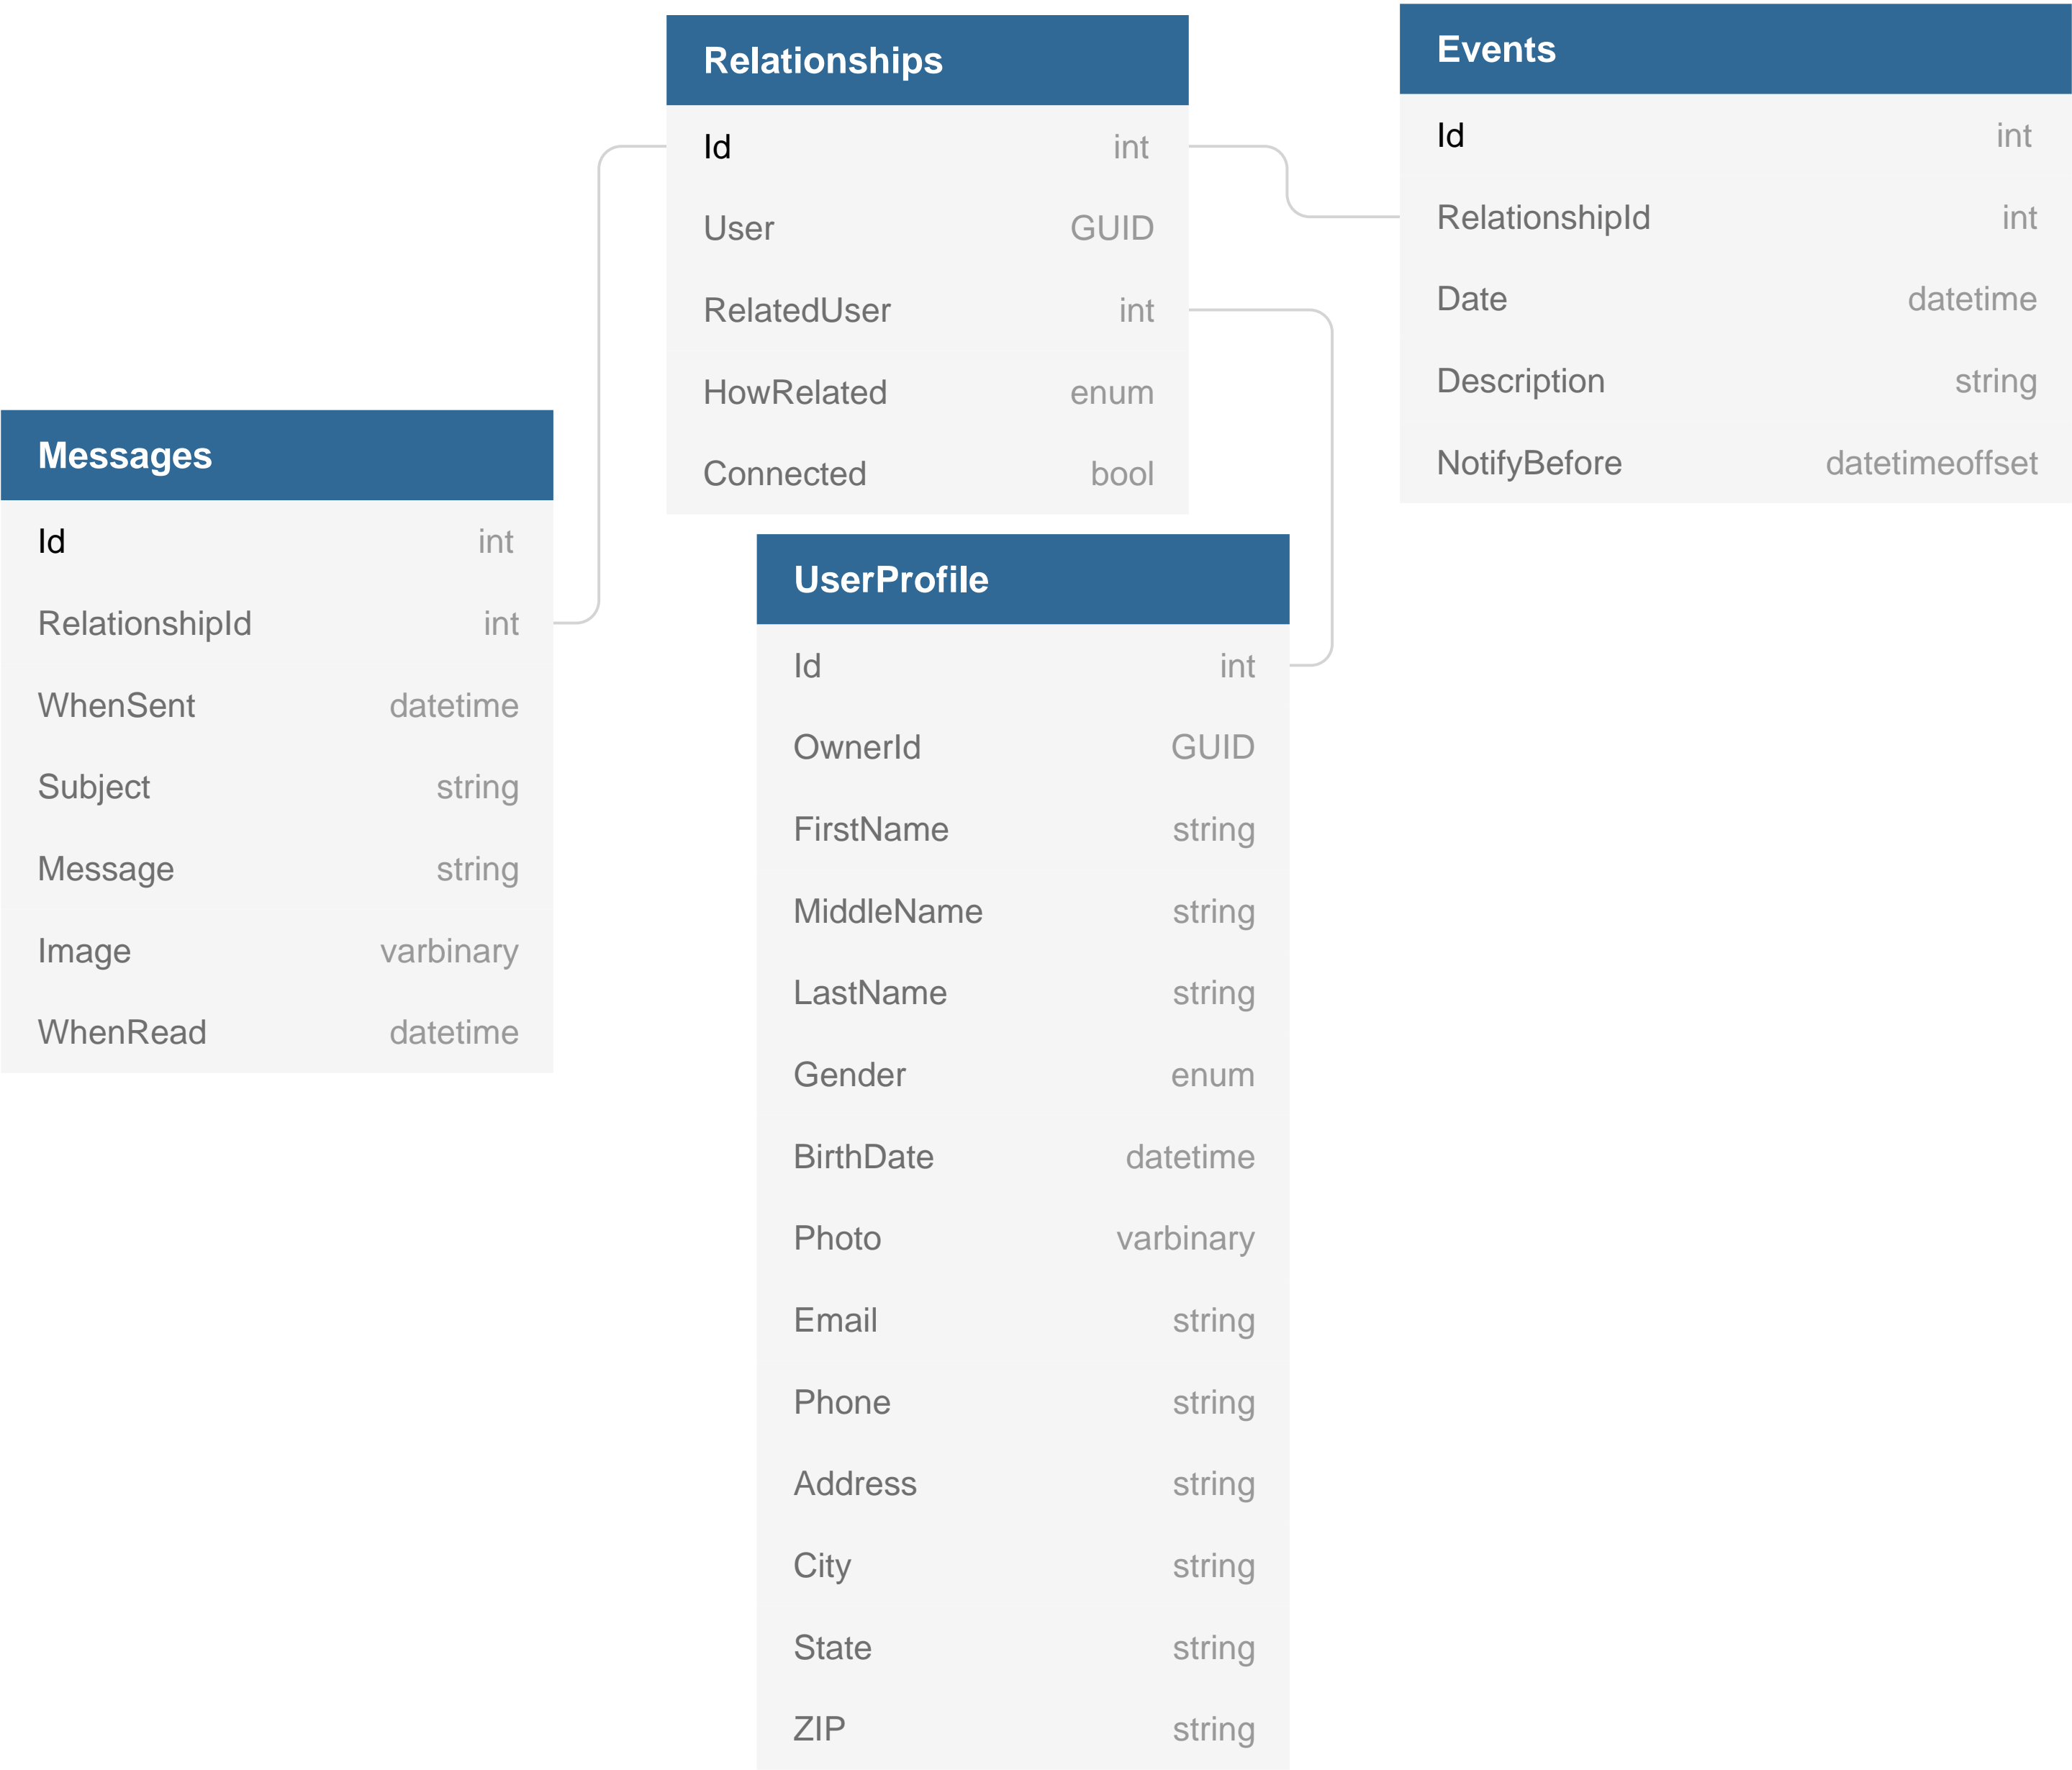 Relationships
Id int
User GUID
RelatedUser int
HowRelated enum
Connected bool
Events
Id int
RelationshipId int
Date datetime
Description string
NotifyBefore datetimeoffset
Messages
Id int
RelationshipId int
WhenSent datetime
Subject string
Message string
Image varbinary
WhenRead datetime
UserProfile
Id int
OwnerId GUID
FirstName string
MiddleName string
LastName string
Gender enum
BirthDate datetime
Photo varbinary
Email string
Phone string
Address string
City string
State string
ZIP string